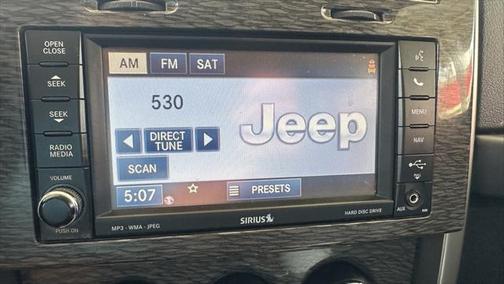 OPEN
CLOSE
SEEK
SEEK
RADIO
MEDIA
VOLUME
PUSH ON
AM
FM
SAT
530
DIRECT
TUNE
Jeep
SCAN
5:07
PRESETS
MENU
NAV
AUX
SIRIUS
MP3 - WMA - JPEG
HARD DISC DRIVE